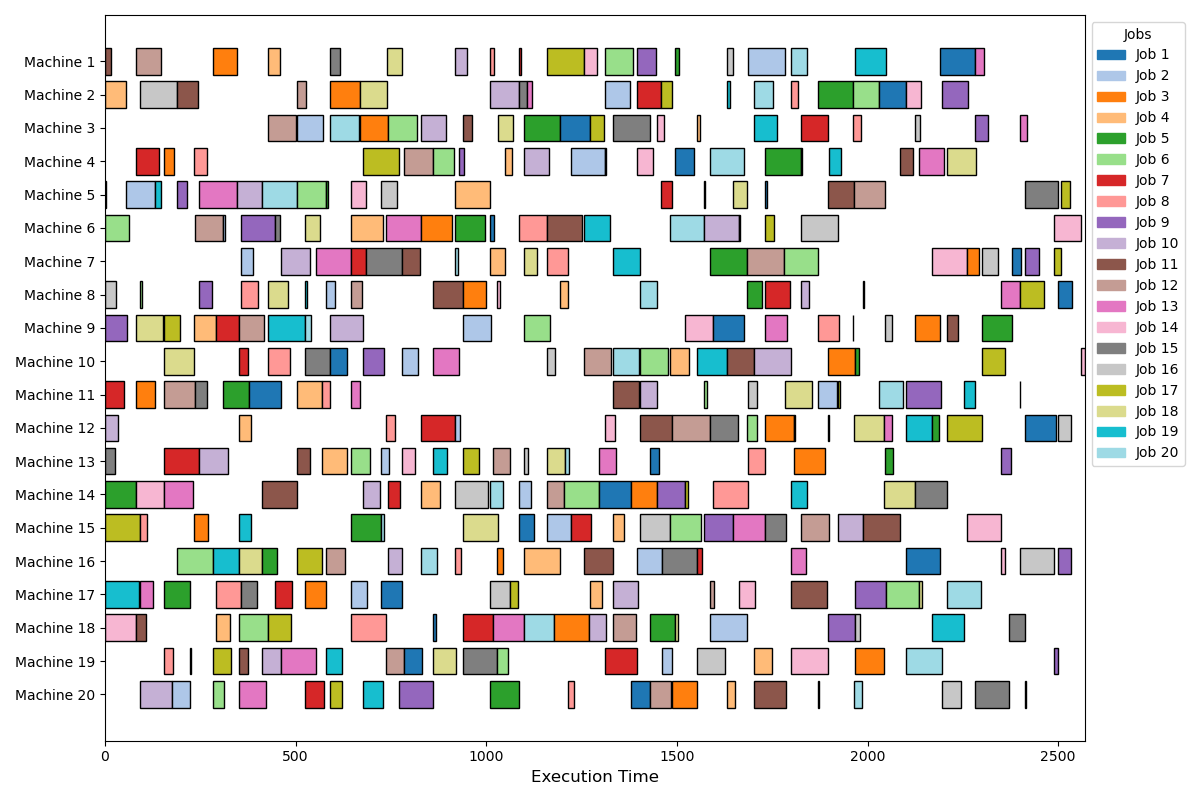 Machine 1
Machine 2
Machine 3
Machine 4
Machine 5
Machine 6
Machine 7
Machine 8
Machine 9
Machine 10
Machine 11
Machine 12
Machine 13
Machine 14
Machine 15
Machine 16
Machine 17
Machine 18
Machine 19
Machine 20
0 500 1000 1500 2000 2500
Execution Time
Jobs
Job 1
Job 2
Job 3
Job 4
Job 5
Job 6
Job 7
Job 8
Job 9
Job 10
Job 11
Job 12
Job 13
Job 14
Job 15
Job 16
Job 17
Job 18
Job 19
Job 20